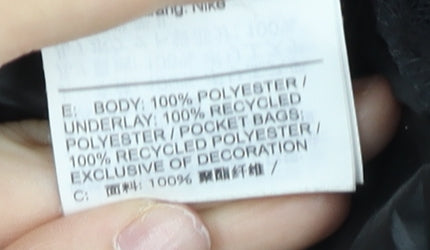 Nike
E: BODY: 100% POLYESTER /
UNDERLAY: 100% RECYCLED
POLYESTER / POCKET BAGS:
100% RECYCLED POLYESTER /
EXCLUSIVE OF DECORATION
C: 面料: 100% 聚酯纤维 /